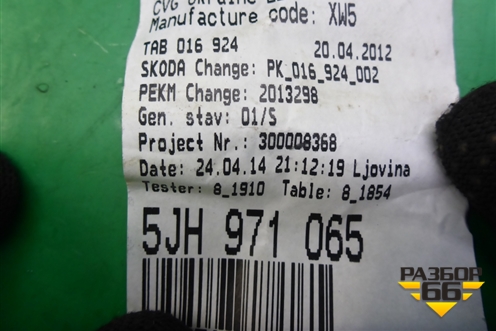 CVG Ukraine
Manufacture code: XW5
TAB 016 924 20.04.2012
SKODA Change: PK_016_924_002
PEKM Change: 2013298
Gen. stav: 01/S
Project Nr.: 300008368
Date: 24.04.14 21:12:19 Ljovina
Tester: 8_1910 Table: 8_1854
5JH 971 065
РАЗБОР
66